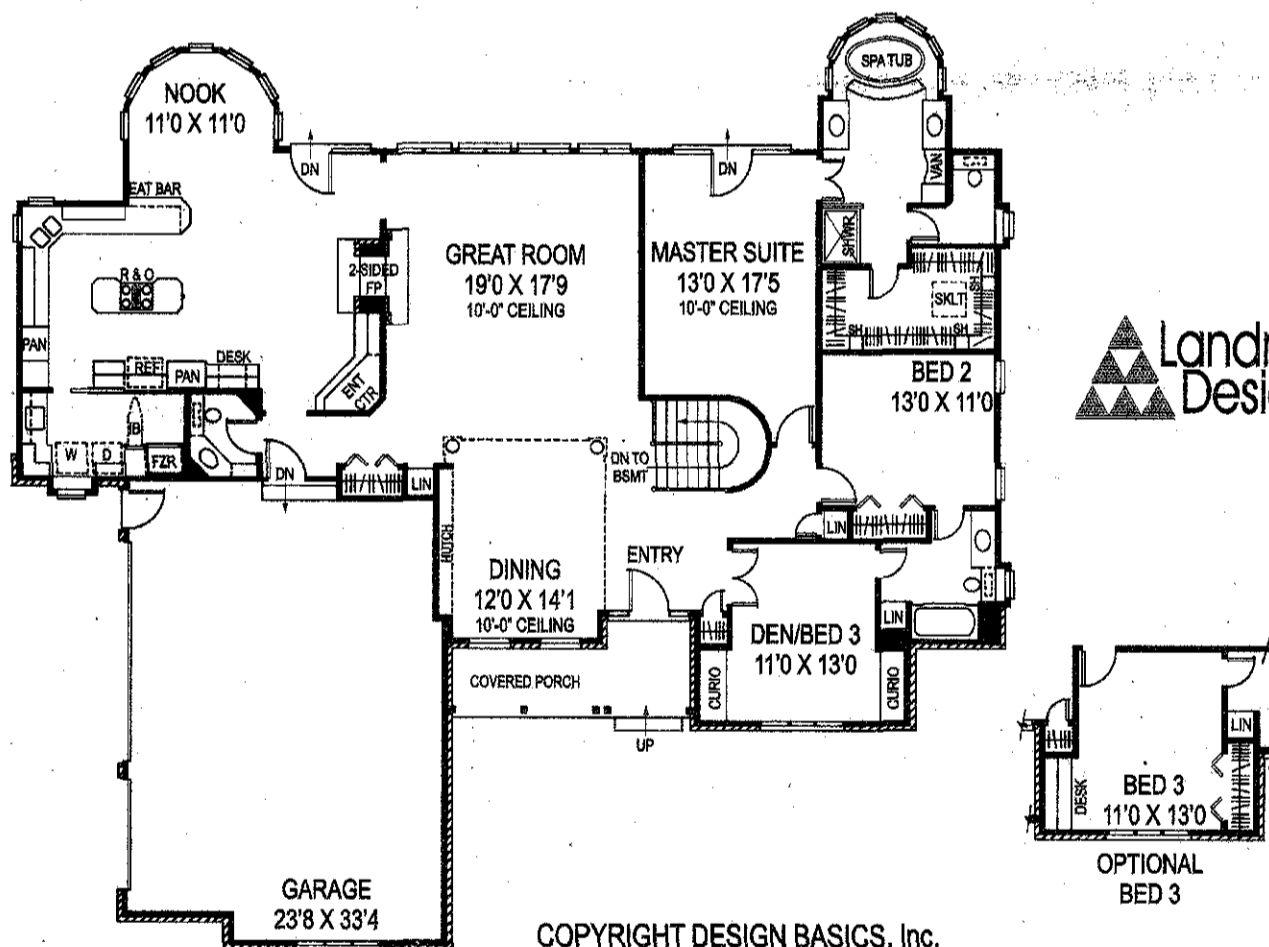 SPA TUB
NOOK
11'0 X 11'0
DN
DN
VAN
EAT BAR
SHWR
GREAT ROOM
19'0 X 17'9
10'-0" CEILING
MASTER SUITE
13'0 X 17'5
10'-0" CEILING
2-SIDED
FP
R & O
SH
SKLT
SH
SH
PAN
REF
PAN
DESK
ENT
CTR
BED 2
13'0 X 11'0
Landr
Desi
IB
W
D
FZR
DN
LIN
DN TO
BSMT
LIN
HUTCH
ENTRY
DINING
12'0 X 14'1
10'-0" CEILING
LIN
DEN/BED 3
11'0 X 13'0
COVERED PORCH
CURIO
CURIO
UP
LIN
DESK
BED 3
11'0 X 13'0
OPTIONAL
BED 3
GARAGE
23'8 X 33'4
COPYRIGHT DESIGN BASICS, Inc.